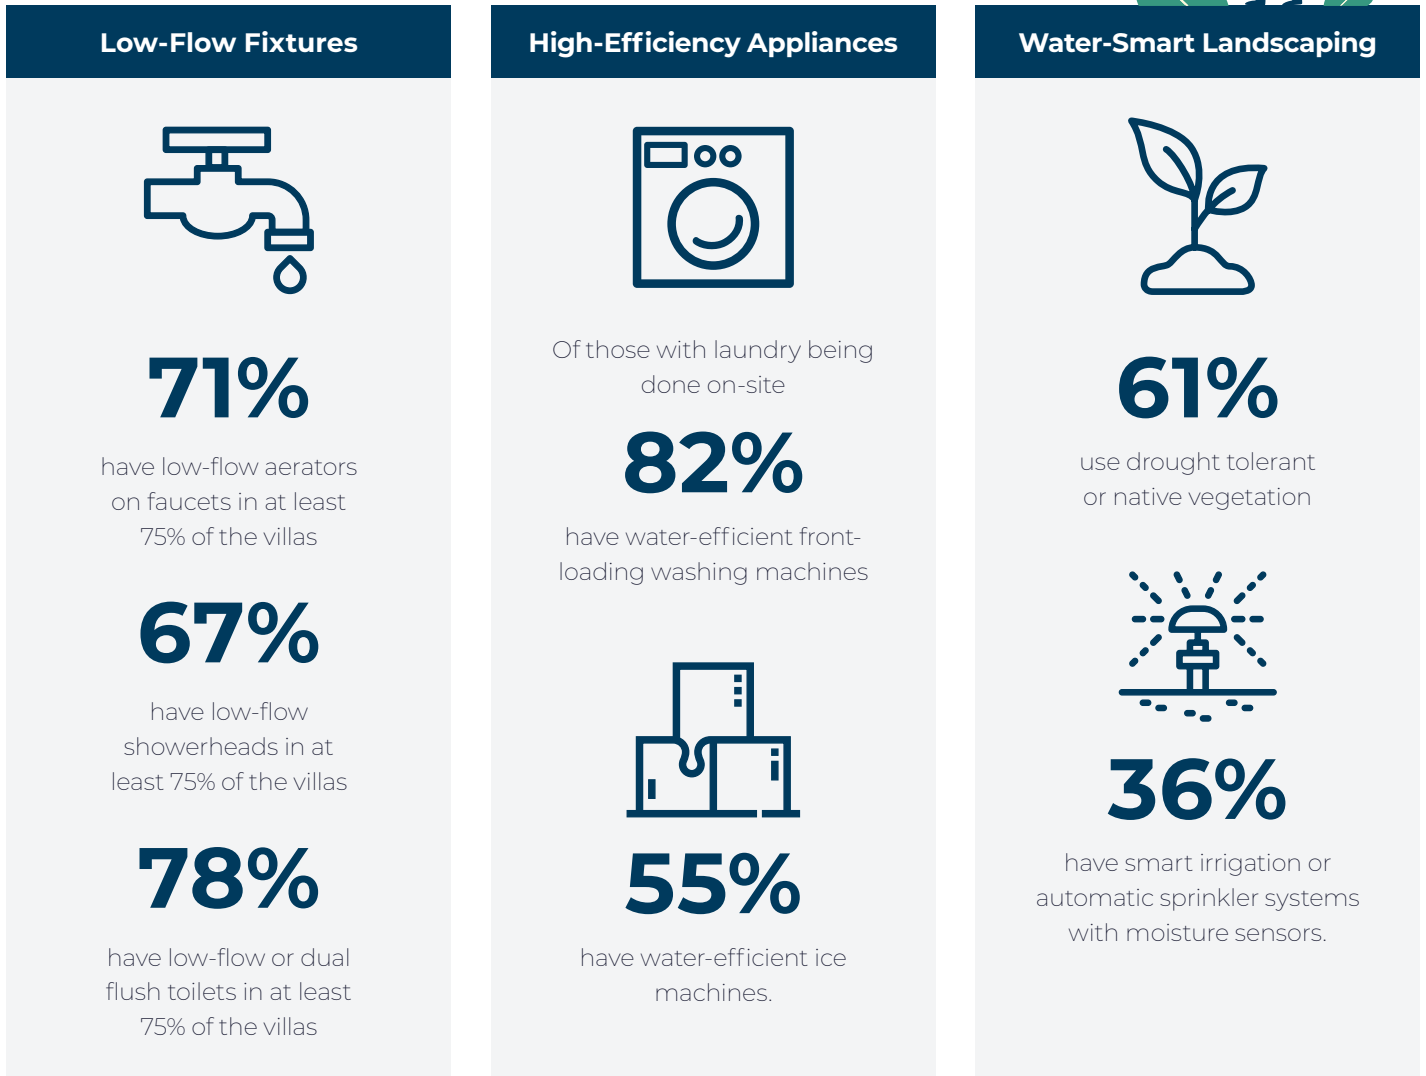 Low-Flow Fixtures
71%
have low-flow aerators
on faucets in at least
75% of the villas
67%
have low-flow
showerheads in at
least 75% of the villas
78%
have low-flow or dual
flush toilets in at least
75% of the villas
High-Efficiency Appliances
Of those with laundry being
done on-site
82%
have water-efficient front-
loading washing machines
55%
have water-efficient ice
machines.
Water-Smart Landscaping
61%
use drought tolerant
or native vegetation
36%
have smart irrigation or
automatic sprinkler systems
with moisture sensors.